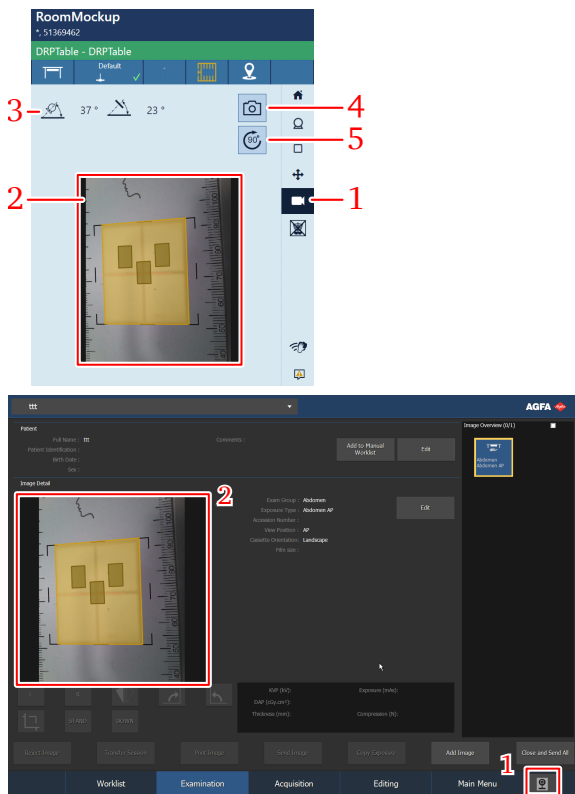 RoomMockup
*, 51369462
DRPTable - DRPTable
Default
3
37 °
23 °
4
90°
5
2
1
ttt
AGFA
Patient
Full Name : ttt
Comments :
Patient Identification :
Birth Date :
Sex :
Add to Manual
Worklist
Edit
Image Overview (0/1)
Abdomen
Abdomen AP
Image Detail
2
Exam Group : Abdomen
Exposure Type : Abdomen AP
Accession Number :
View Position : AP
Cassette Orientation : Landscape
Film size :
Edit
KVP (kV):
Exposure (mAs):
DAP (cGy.cm²):
Thickness (mm):
Compression (N):
STAND
DOWN
Reject Image
Transfer Session
Print Image
Send Image
Copy Exposure
Add Image
Close and Send All
1
Worklist
Examination
Acquisition
Editing
Main Menu